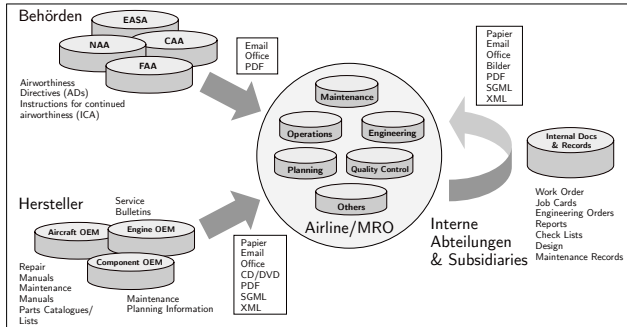 Behörden
EASA
NAA
CAA
FAA
Airworthiness
Directives (ADs)
Instructions for continued
airworthiness (ICA)
Email
Office
PDF
Maintenance
Operations
Engineering
Planning
Quality Control
Others
Airline/MRO
Papier
Email
Office
Bilder
PDF
SGML
XML
Internal Docs
& Records
Work Order
Job Cards
Engineering Orders
Reports
Check Lists
Design
Maintenance Records
Interne
Abteilungen
& Subsidiaries
Hersteller
Service
Bulletins
Aircraft OEM
Engine OEM
Component OEM
Repair
Manuals
Maintenance
Manuals
Parts Catalogues/
Lists
Maintenance
Planning Information
Papier
Email
Office
CD/DVD
PDF
SGML
XML